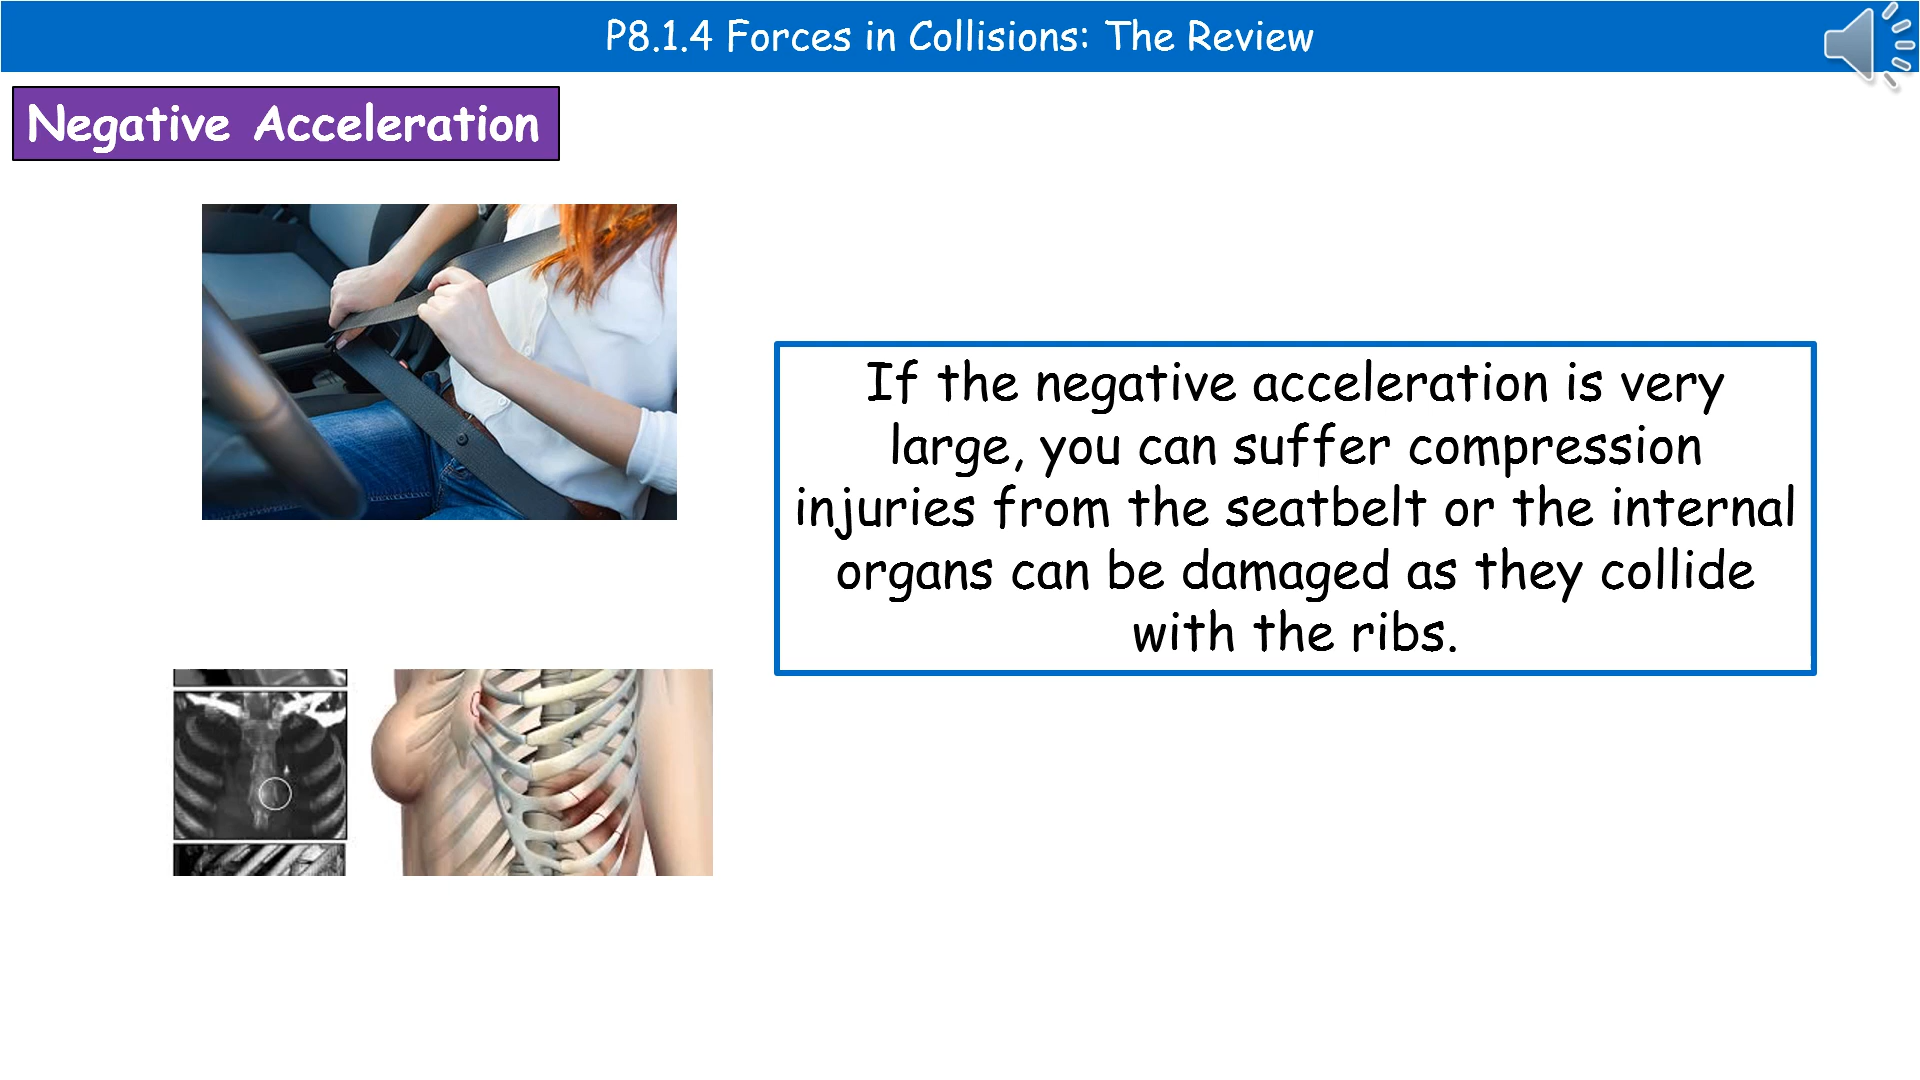 P8.1.4 Forces in Collisions: The Review
Negative Acceleration
If the negative acceleration is very
large, you can suffer compression
injuries from the seatbelt or the internal
organs can be damaged as they collide
with the ribs.